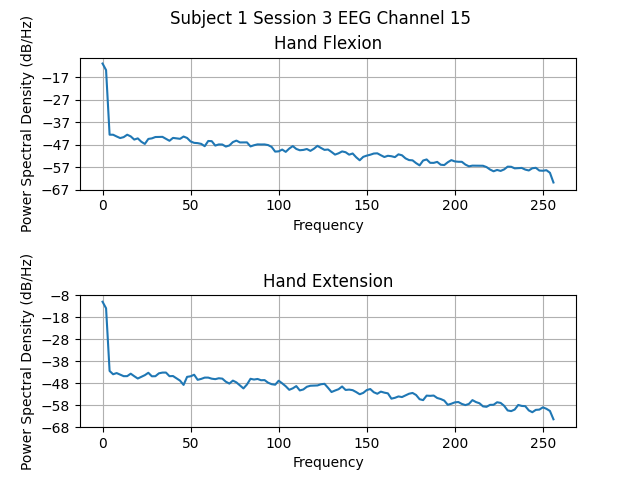 Subject 1 Session 3 EEG Channel 15
Hand Flexion
Power Spectral Density (dB/Hz)
−17
−27
−37
−47
−57
−67
0 50 100 150 200 250
Frequency
Hand Extension
Power Spectral Density (dB/Hz)
−8
−18
−28
−38
−48
−58
−68
0 50 100 150 200 250
Frequency